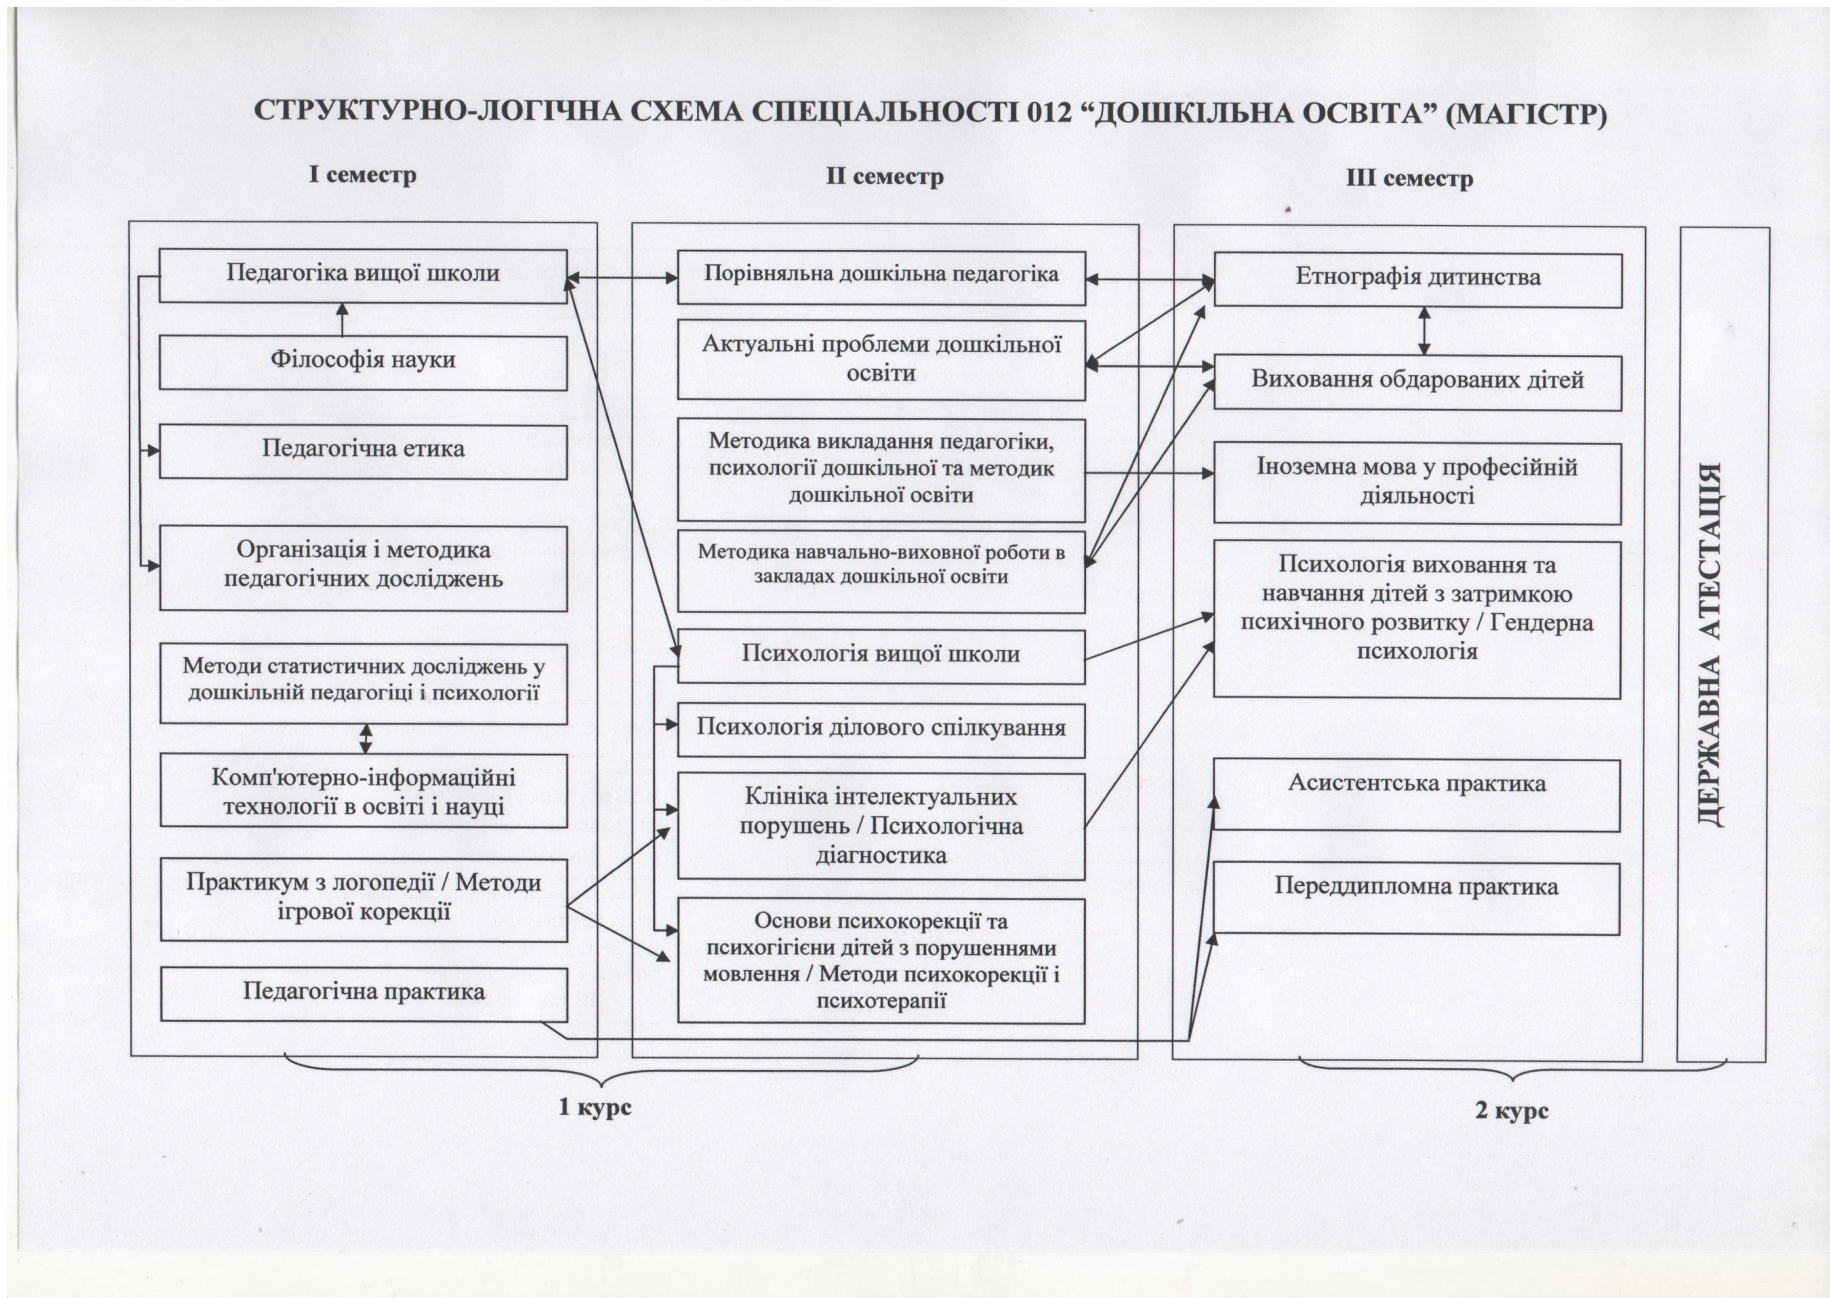 СТРУКТУРНО-ЛОГІЧНА СХЕМА СПЕЦІАЛЬНОСТІ 012 “ДОШКІЛЬНА ОСВІТА” (МАГІСТР)
І семестр
Педагогіка вищої школи
Філософія науки
Педагогічна етика
Організація і методика
педагогічних досліджень
Методи статистичних досліджень у
дошкільній педагогіці і психології
Комп'ютерно-інформаційні
технології в освіті і науці
Практикум з логопедії / Методи
ігрової корекції
Педагогічна практика
ІІ семестр
Порівняльна дошкільна педагогіка
Актуальні проблеми дошкільної
освіти
Методика викладання педагогіки,
психології дошкільної та методик
дошкільної освіти
Методика навчально-виховної роботи в
закладах дошкільної освіти
Психологія вищої школи
Психологія ділового спілкування
Клініка інтелектуальних
порушень / Психологічна
діагностика
Основи психокорекції та
психогігієни дітей з порушеннями
мовлення / Методи психокорекції і
психотерапії
ІІІ семестр
Етнографія дитинства
Виховання обдарованих дітей
Іноземна мова у професійній
діяльності
Психологія виховання та
навчання дітей з затримкою
психічного розвитку / Гендерна
психологія
Асистентська практика
Переддипломна практика
ДЕРЖАВНА АТЕСТАЦІЯ
1 курс
2 курс